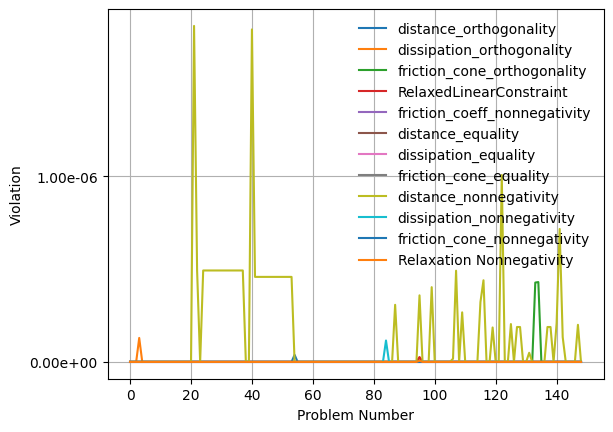 distance_orthogonality
dissipation_orthogonality
friction_cone_orthogonality
RelaxedLinearConstraint
friction_coeff_nonnegativity
distance_equality
dissipation_equality
friction_cone_equality
distance_nonnegativity
dissipation_nonnegativity
friction_cone_nonnegativity
Relaxation Nonnegativity
Violation
1.00e-06
0.00e+00
0 20 40 60 80 100 120 140
Problem Number